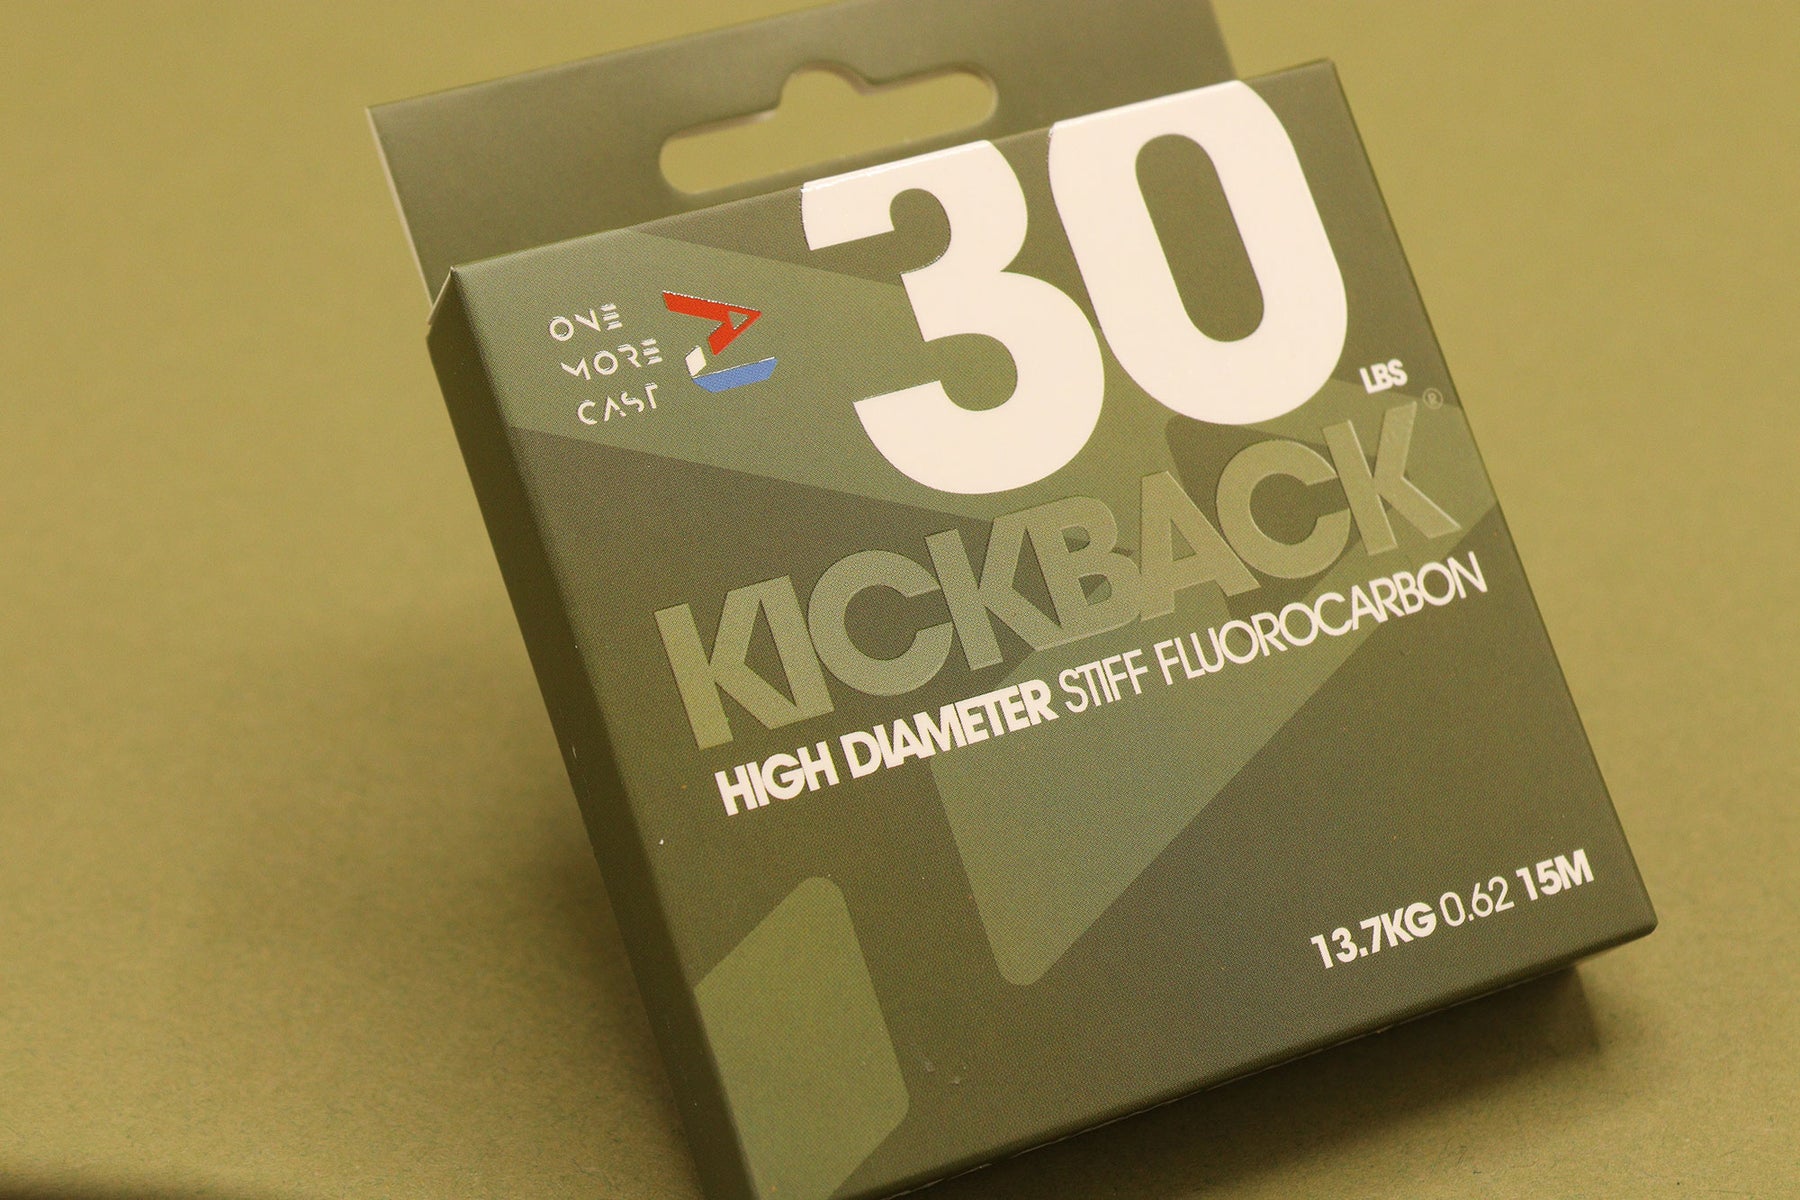 ONE
MORE
CAST
30
LBS
KICKBACK®
HIGH DIAMETER STIFF FLUOROCARBON
13.7KG 0.62 15M